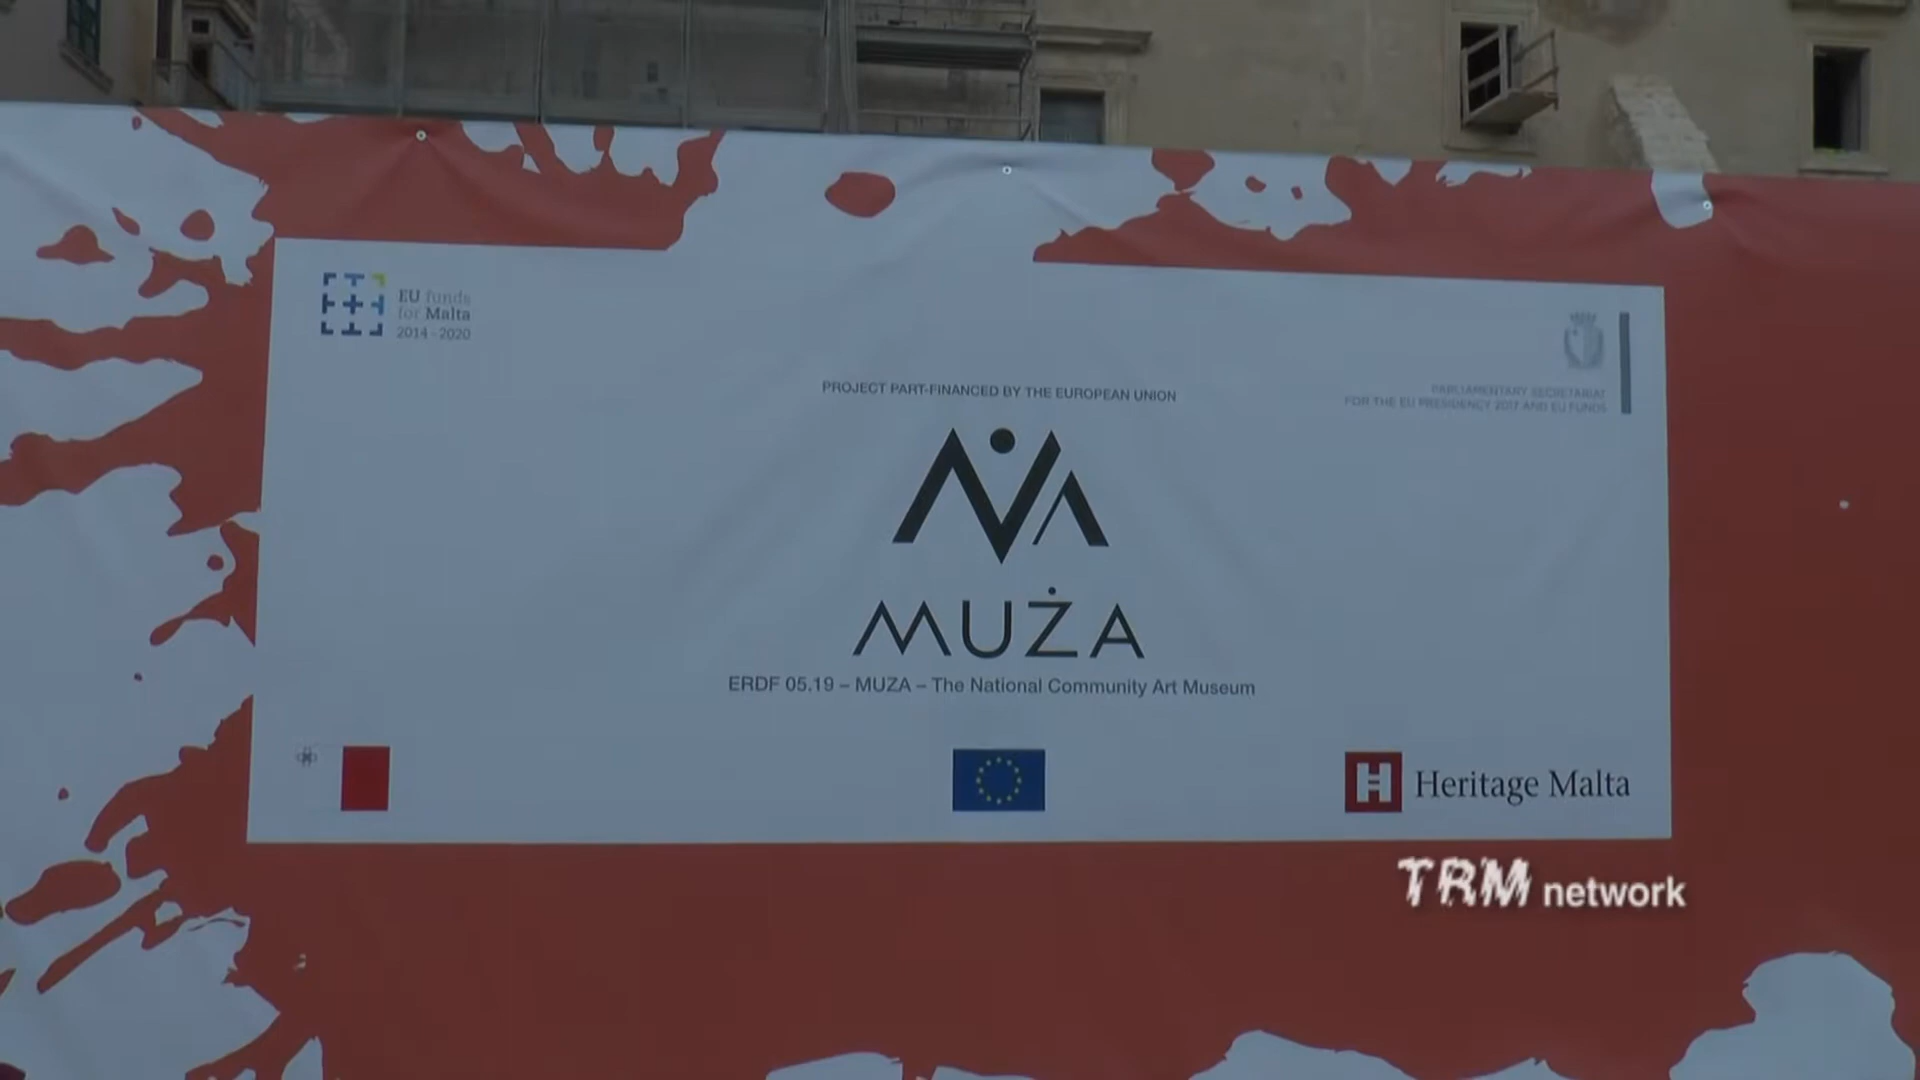 EU funds
for Malta
2014 - 2020
PARLIAMENTARY SECRETARIAT
FOR THE EU PRESIDENCY 2017 AND EU FUNDS
PROJECT PART-FINANCED BY THE EUROPEAN UNION
MUŻA
ERDF 05.19 – MUZA – The National Community Art Museum
Heritage Malta
TRM network